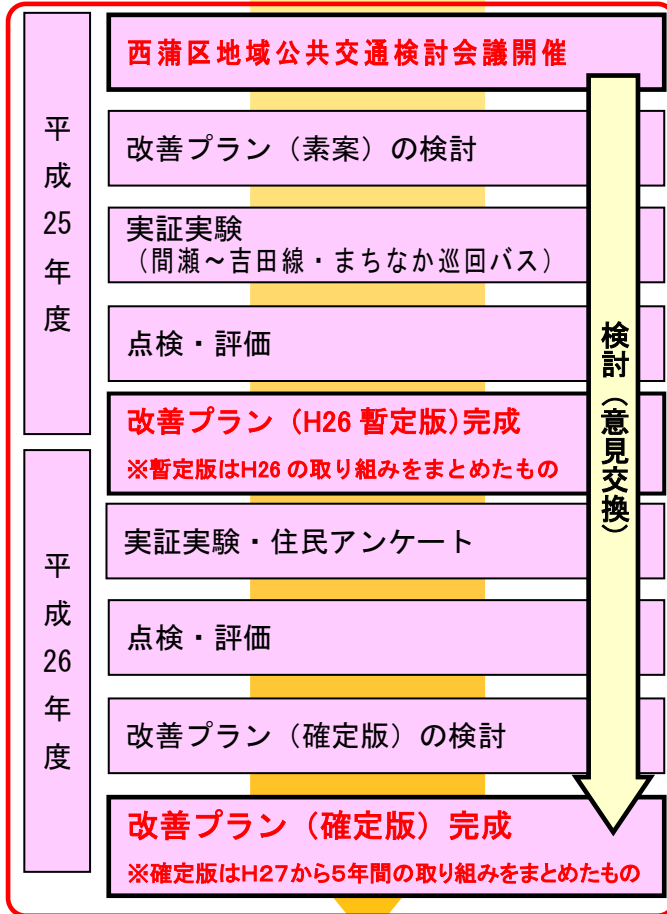 平成25年度
西蒲区地域公共交通検討会議開催
改善プラン（素案）の検討
実証実験
（間瀬～吉田線・まちなか巡回バス）
点検・評価
改善プラン（H26 暫定版）完成
※暫定版はH26 の取り組みをまとめたもの
平成26年度
実証実験・住民アンケート
点検・評価
改善プラン（確定版）の検討
改善プラン（確定版）完成
※確定版はH27から5年間の取り組みをまとめたもの
検討（意見交換）